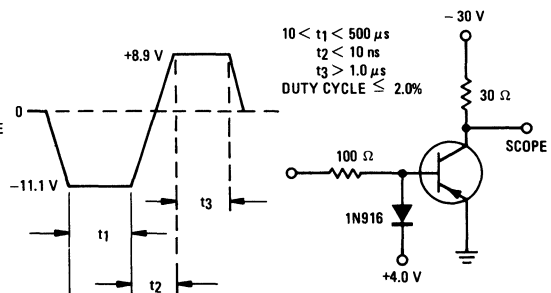 +8.9 V
0
E
-11.1 V
t1
t2
t3
10 < t1 < 500 µs
t2 < 10 ns
t3 > 1.0 µs
DUTY CYCLE ≤ 2.0%
-30 V
30 Ω
SCOPE
100 Ω
1N916
+4.0 V